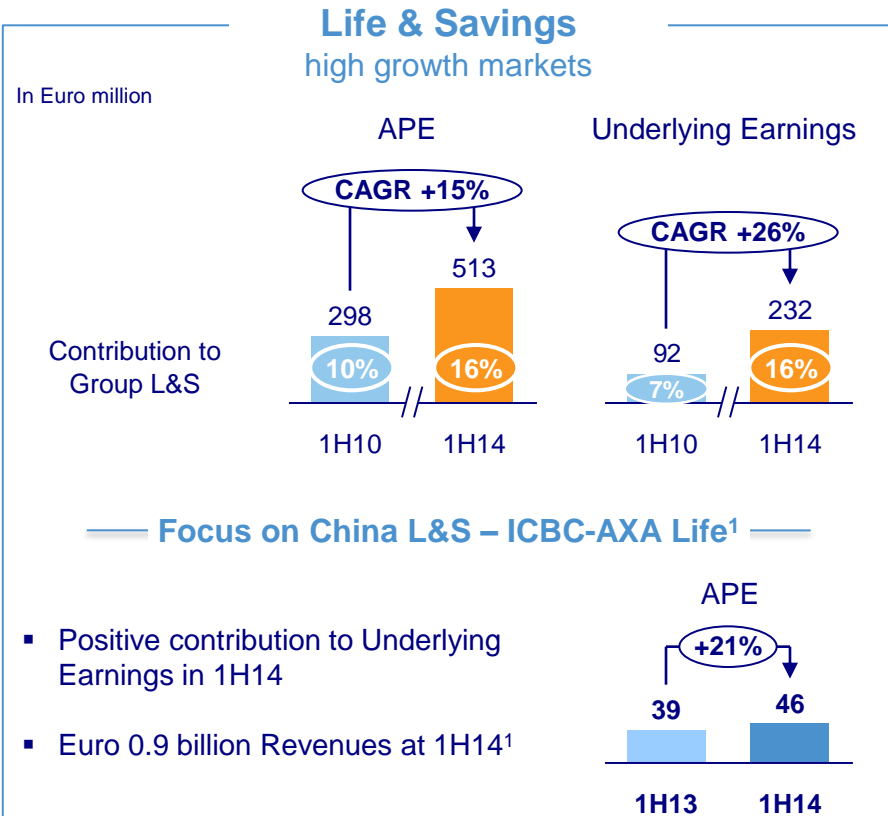 Life & Savings
high growth markets
In Euro million
APE
Underlying Earnings
CAGR +15%
CAGR +26%
298
513
92
232
Contribution to
Group L&S
10%
16%
7%
16%
1H10
1H14
1H10
1H14
Focus on China L&S – ICBC-AXA Life¹
▪ Positive contribution to Underlying
Earnings in 1H14
▪ Euro 0.9 billion Revenues at 1H14¹
APE
+21%
39
46
1H13
1H14